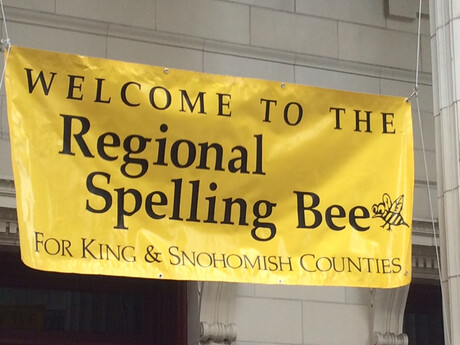 WELCOME TO THE
Regional
Spelling Bee
FOR KING & SNOHOMISH COUNTIES